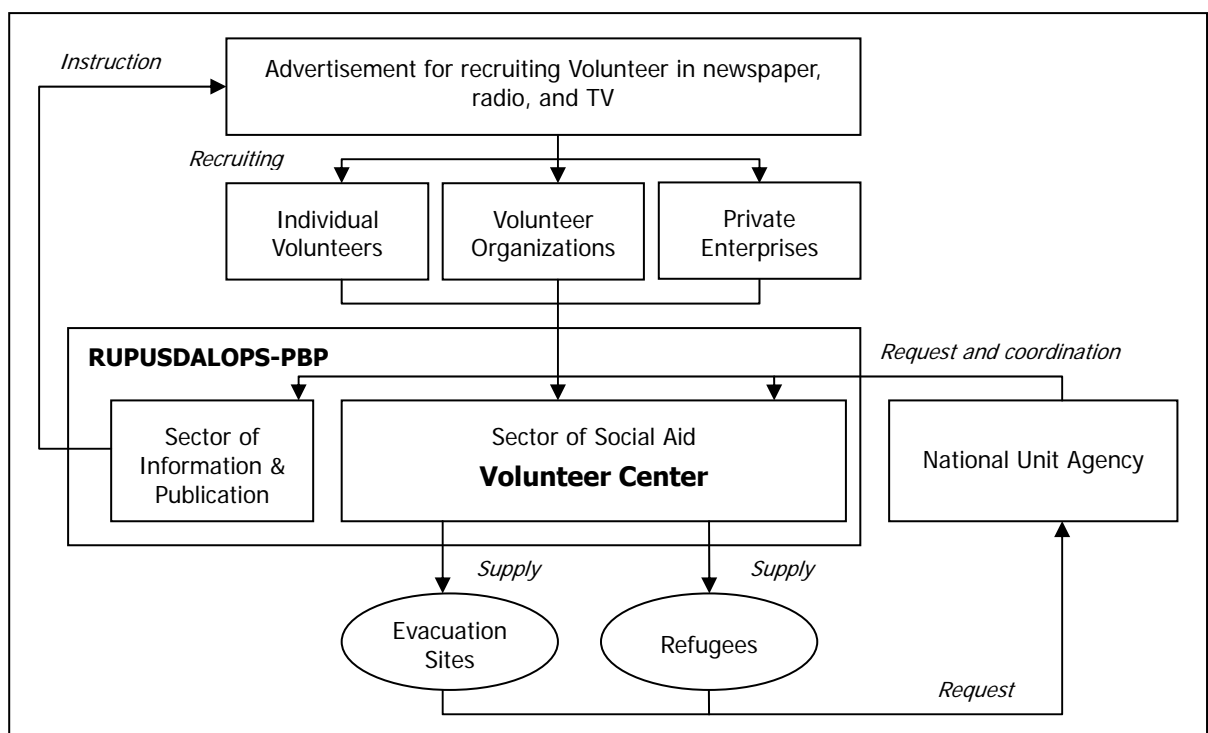 Instruction
Advertisement for recruiting Volunteer in newspaper,
radio, and TV
Recruiting
Individual
Volunteers
Volunteer
Organizations
Private
Enterprises
RUPUSDALOPS-PBP
Request and coordination
Sector of
Information &
Publication
Sector of Social Aid
Volunteer Center
National Unit Agency
Supply
Supply
Evacuation
Sites
Refugees
Request